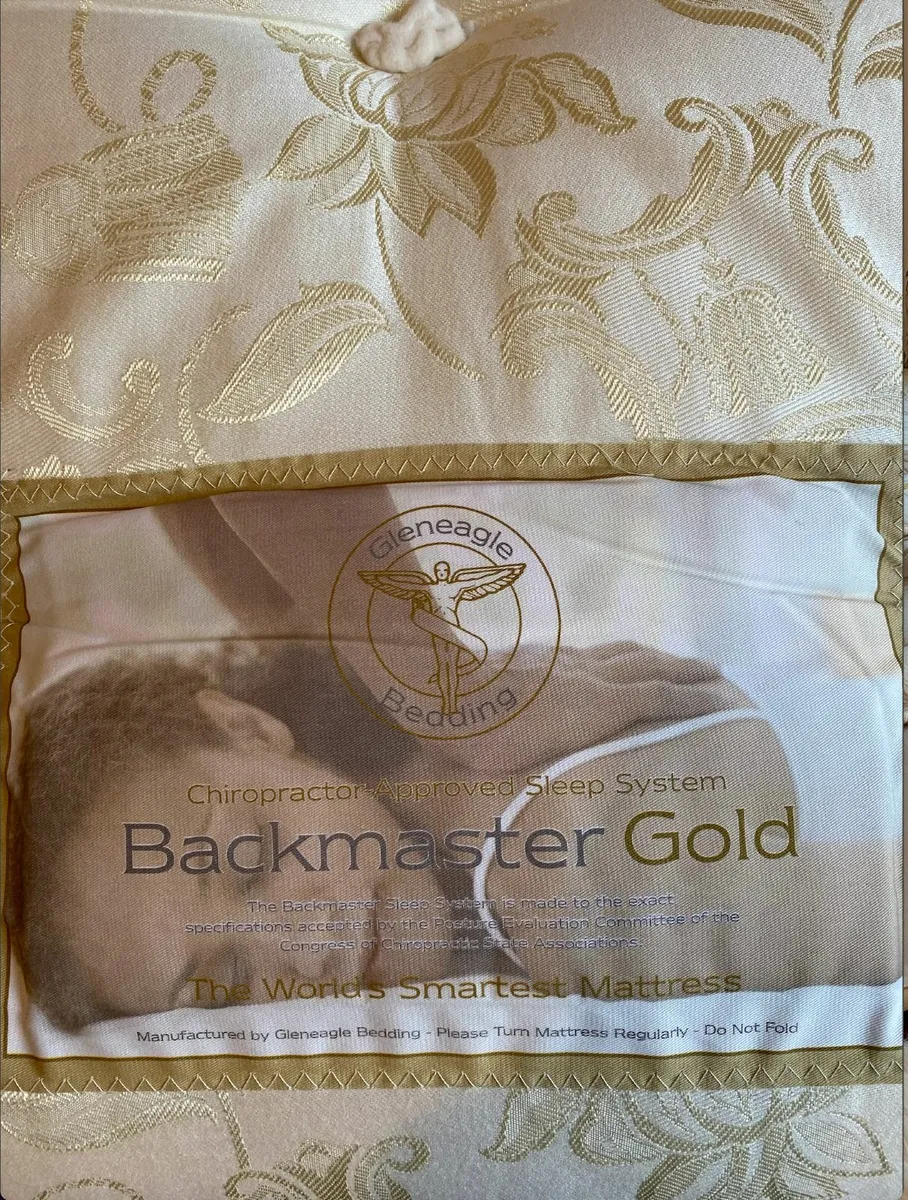 Gleneagle
Bedding
Chiropractor-Approved Sleep System
Backmaster Gold
The Backmaster Sleep System is made to the exact
specifications accepted by the Posture Evaluation Committee of the
Congress of Chiropractic State Associations.
The World's Smartest Mattress
Manufactured by Gleneagle Bedding - Please Turn Mattress Regularly - Do Not Fold